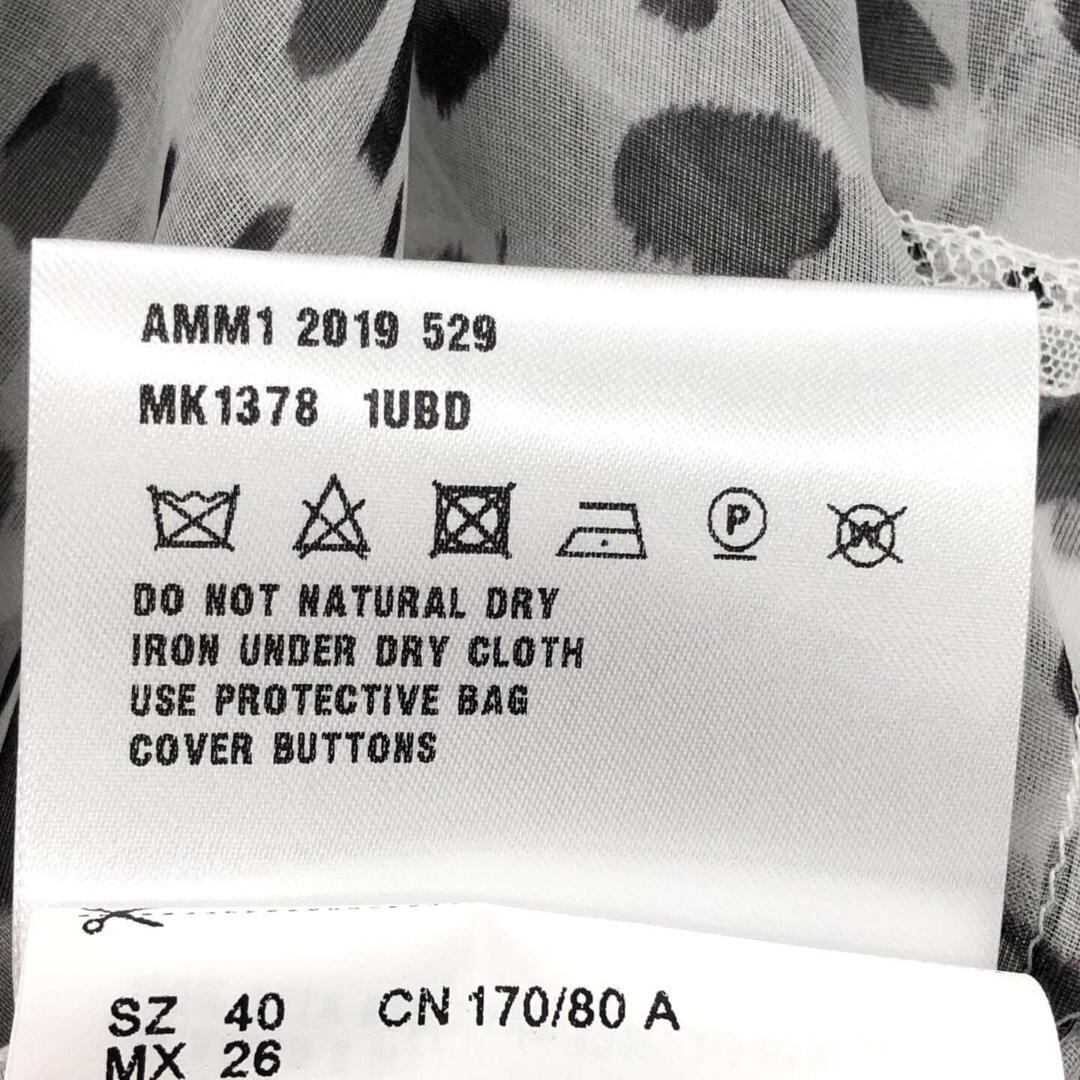 AMM1 2019 529
MK1378 1UBD
P W
DO NOT NATURAL DRY
IRON UNDER DRY CLOTH
USE PROTECTIVE BAG
COVER BUTTONS
SZ 40 CN 170/80 A
MX 26